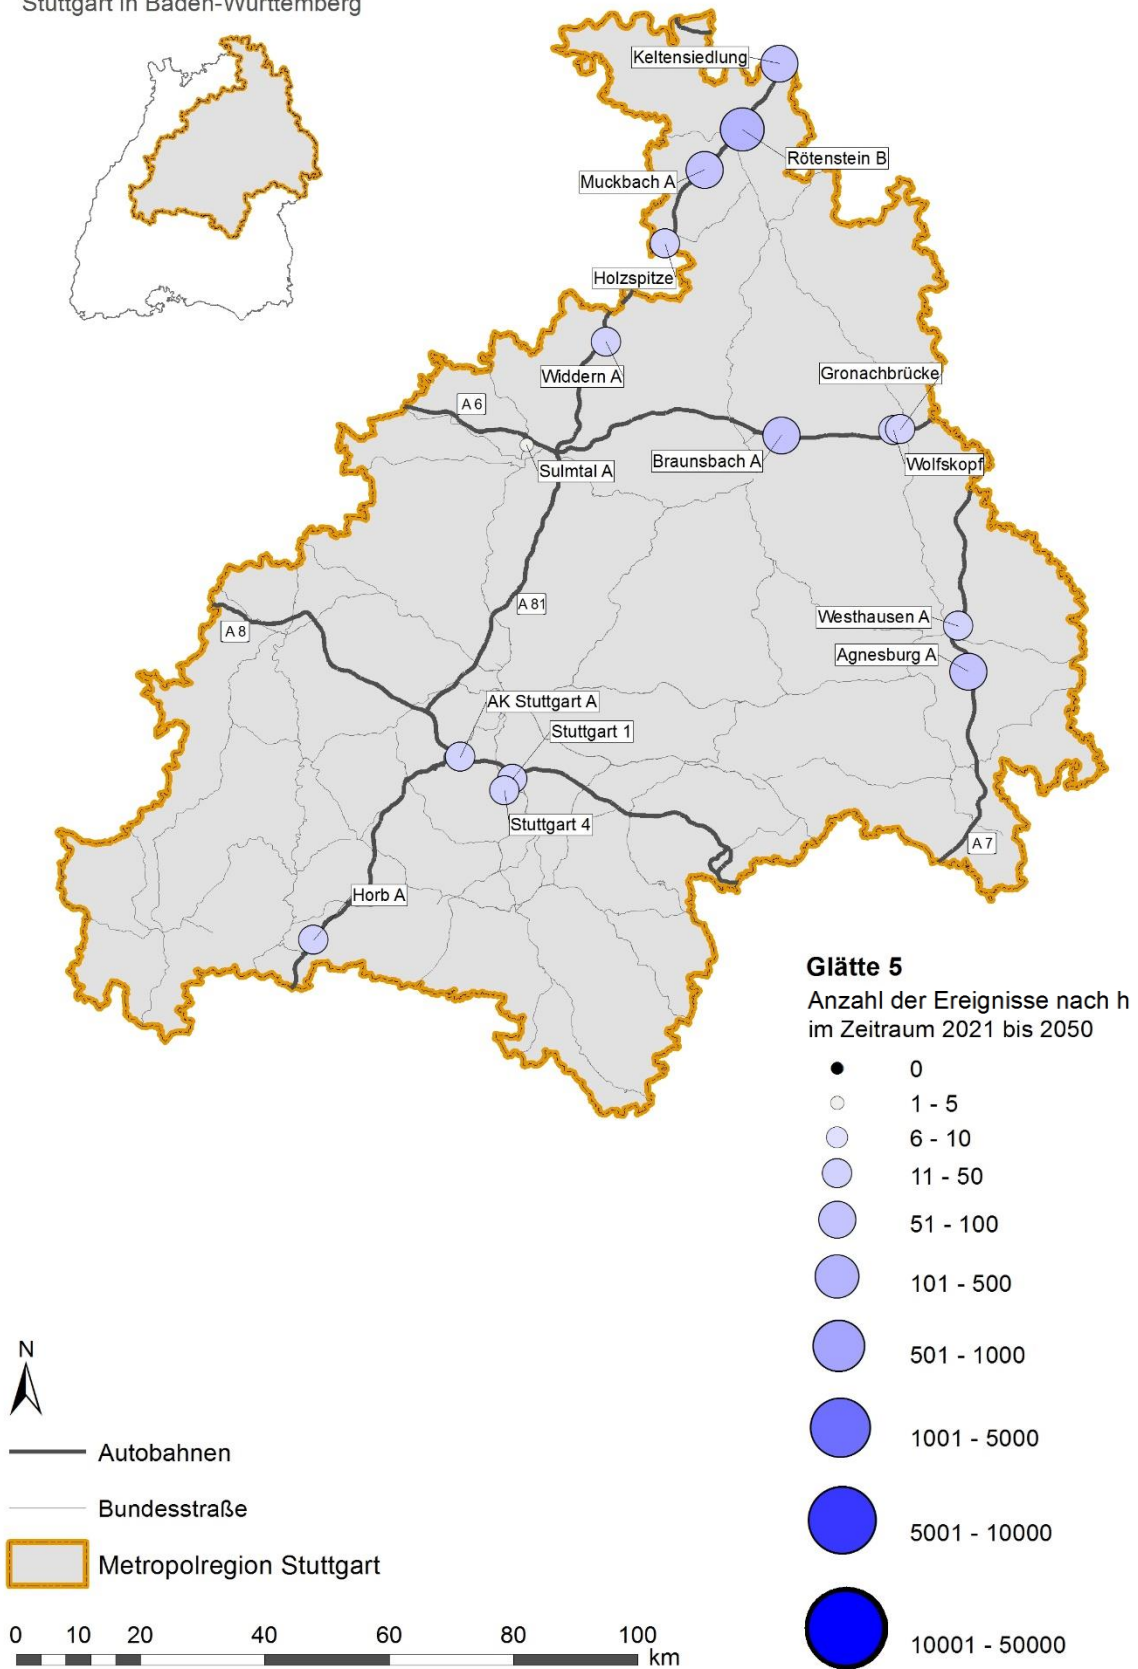 Stuttgart in Baden-Württemberg
Keltensiedlung
Rötenstein B
Muckbach A
Holzspitze
Widdern A
Gronachbrücke
A 6
Sulmtal A
Braunsbach A
Wolfskopf
A 81
A 8
Westhausen A
Agnesburg A
AK Stuttgart A
Stuttgart 1
Stuttgart 4
A 7
Horb A
Glätte 5
Anzahl der Ereignisse nach h
im Zeitraum 2021 bis 2050
0
1 - 5
6 - 10
11 - 50
51 - 100
101 - 500
501 - 1000
1001 - 5000
5001 - 10000
10001 - 50000
N
Autobahnen
Bundesstraße
Metropolregion Stuttgart
0 10 20 40 60 80 100
km